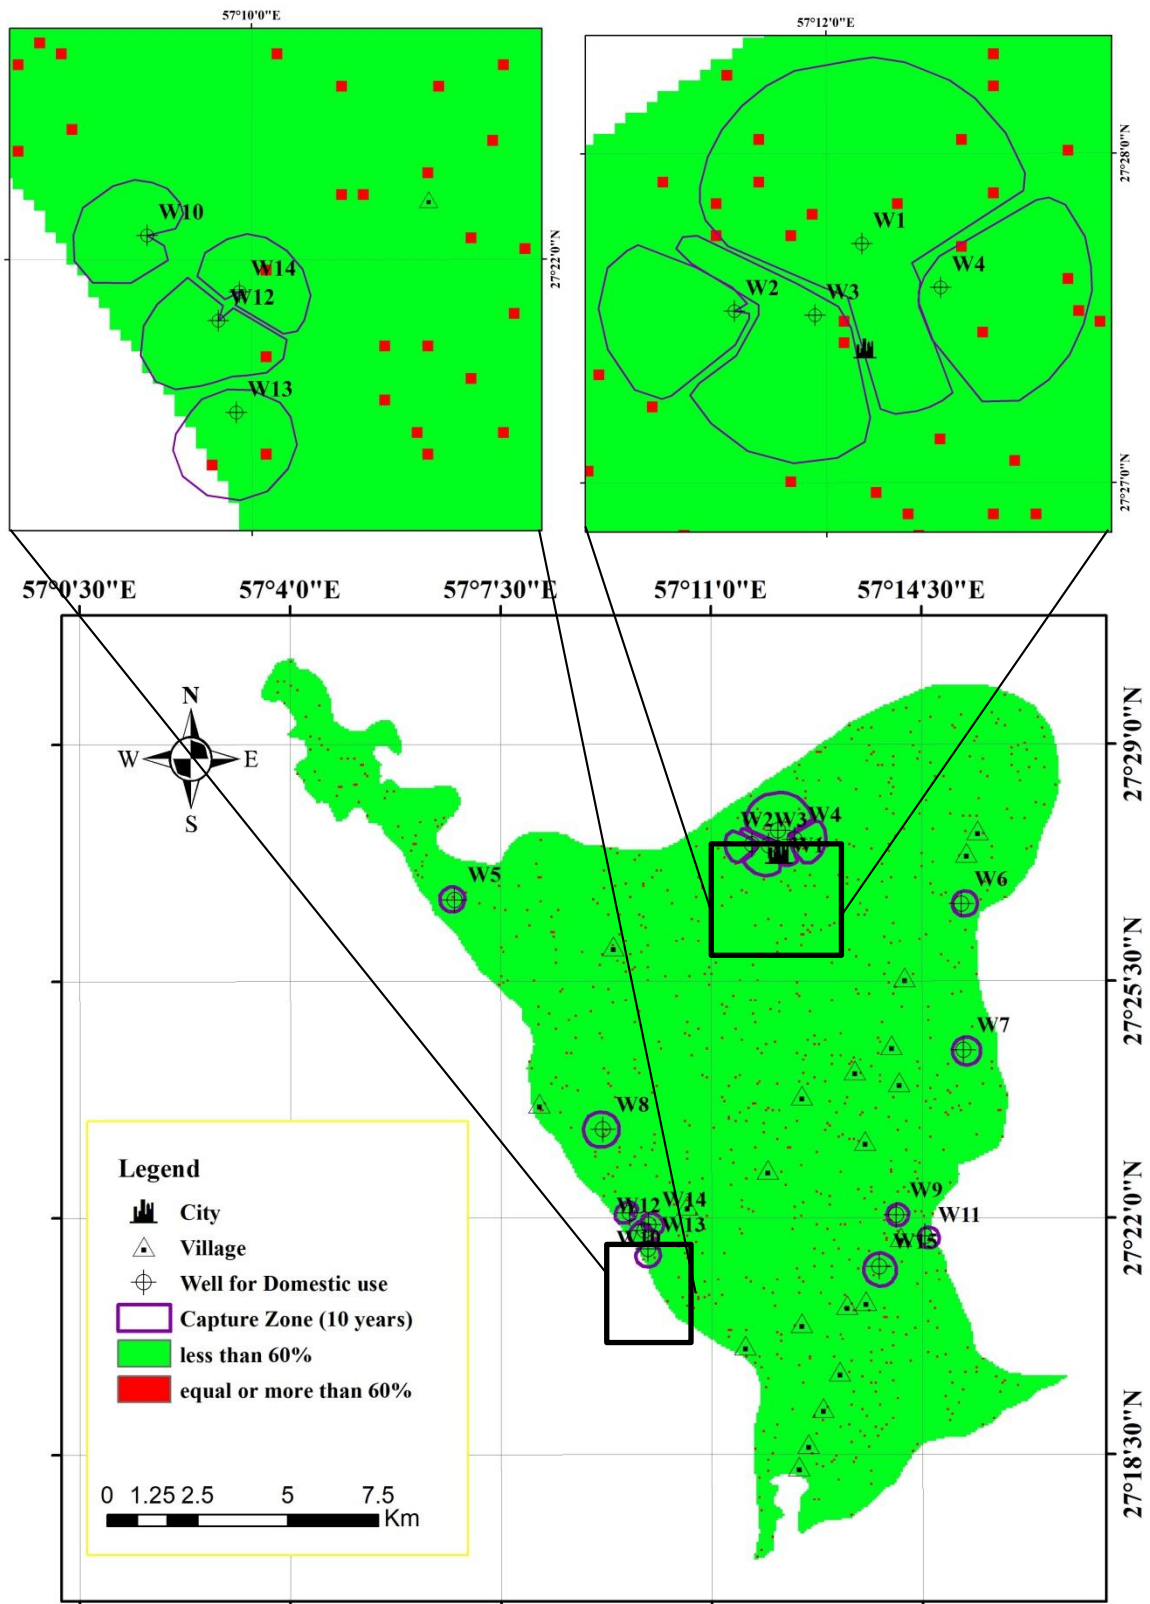 57°10'0"E
57°12'0"E
27°28'0"N
W10
W1
27°22'0"N
W14
W4
W12
W2
W3
W13
27°27'0"N
57°0'30"E
57°4'0"E
57°7'30"E
57°11'0"E
57°14'30"E
N
W
E
S
27°29'0"N
W2
W3
W4
W1
W5
W6
27°25'30"N
W7
W8
W9
W12
W14
W11
W13
W10
W15
27°22'0"N
Legend
City
Village
Well for Domestic use
Capture Zone (10 years)
less than 60%
equal or more than 60%
27°18'30"N
0 1.25 2.5 5 7.5
Km